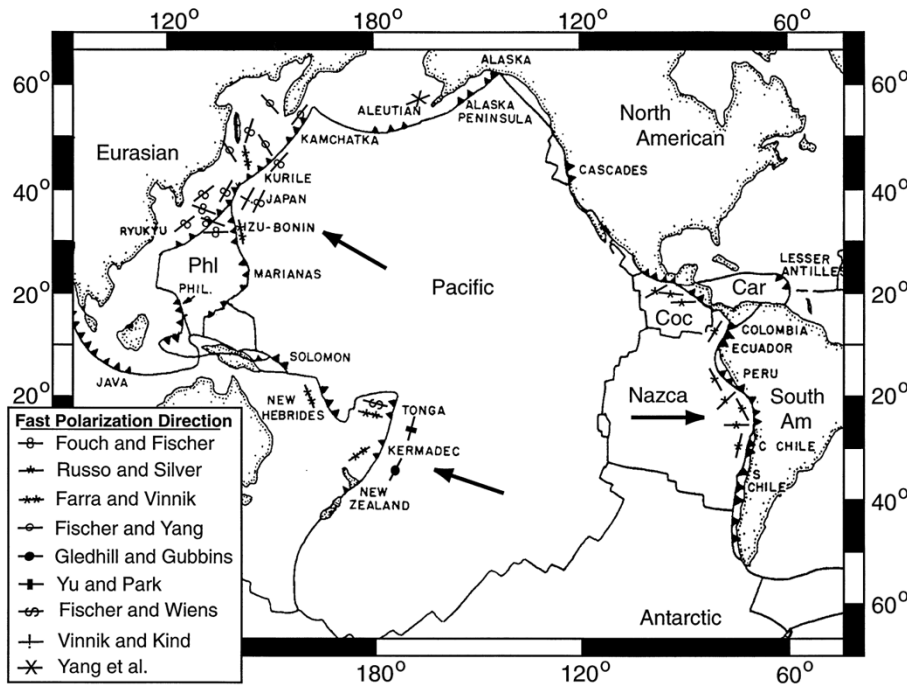 120° 180° 120° 60°
ALASKA
60° 60°
ALEUTIAN
ALASKA
PENINSULA
North
American
KAMCHATKA
Eurasian
CASCADES
KURILE
40° 40°
JAPAN
RYUKYU
IZU-BONIN
LESSER
ANTILLES
Phl
MARIANAS
Pacific
Car
PHIL.
20° 20°
Coc
COLOMBIA
ECUADOR
SOLOMON
PERU
JAVA
20° 20°
NEW
HEBRIDES
Nazca
South
Am
TONGA
KERMADEC
C CHILE
S
CHILE
NEW
ZEALAND
40°
Antarctic
60°
180° 120° 60°
Fast Polarization Direction
Fouch and Fischer
Russo and Silver
Farra and Vinnik
Fischer and Yang
Gledhill and Gubbins
Yu and Park
Fischer and Wiens
Vinnik and Kind
Yang et al.